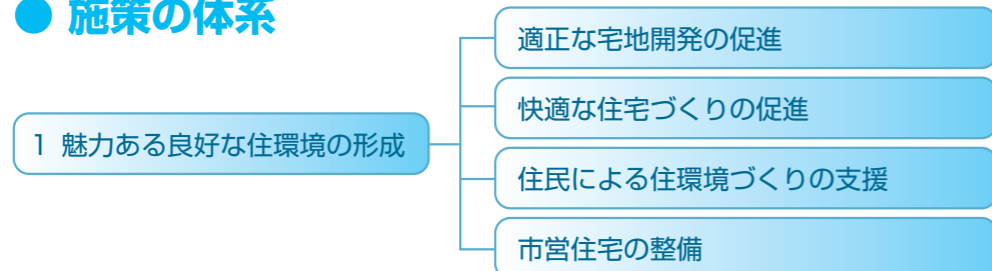 ● 施策の体系
適正な宅地開発の促進
快適な住宅づくりの促進
1 魅力ある良好な住環境の形成
住民による住環境づくりの支援
市営住宅の整備